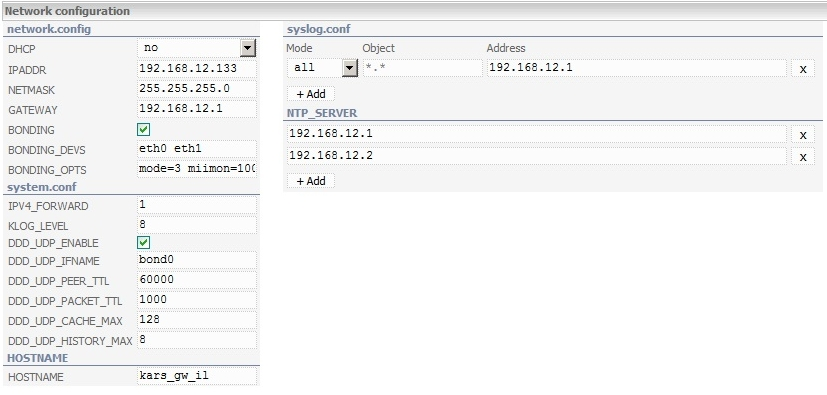 Network configuration
network.config
DHCP no
IPADDR 192.168.12.133
NETMASK 255.255.255.0
GATEWAY 192.168.12.1
BONDING
BONDING_DEVS eth0 eth1
BONDING_OPTS mode=3 miimon=100
system.conf
IPV4_FORWARD 1
KLOG_LEVEL 8
DDD_UDP_ENABLE
DDD_UDP_IFNAME bond0
DDD_UDP_PEER_TTL 60000
DDD_UDP_PACKET_TTL 1000
DDD_UDP_CACHE_MAX 128
DDD_UDP_HISTORY_MAX 8
HOSTNAME
HOSTNAME kars_gw_il
syslog.conf
Mode Object Address
all *.* 192.168.12.1 x
+ Add
NTP_SERVER
192.168.12.1 x
192.168.12.2 x
+ Add